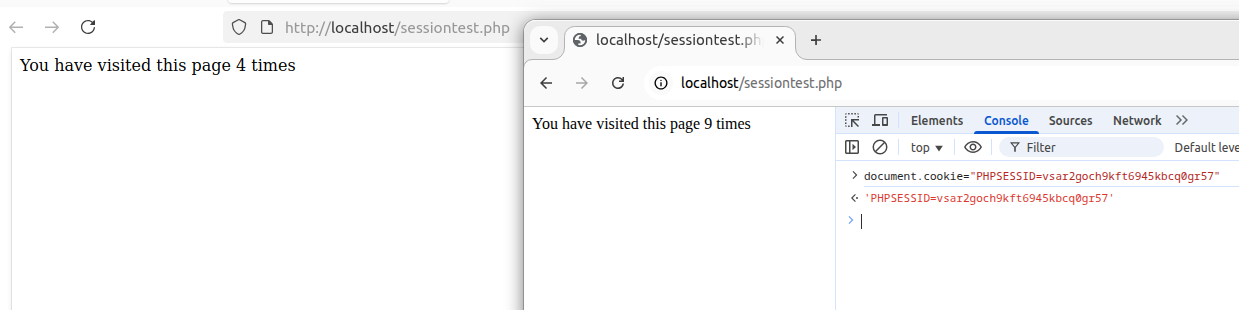 http://localhost/sessiontest.php
You have visited this page 4 times
localhost/sessiontest.ph
localhost/sessiontest.php
You have visited this page 9 times
Elements Console Sources Network
top Filter Default leve
document.cookie="PHPSESSID=vsar2goch9kft6945kbcq0gr57"
'PHPSESSID=vsar2goch9kft6945kbcq0gr57'